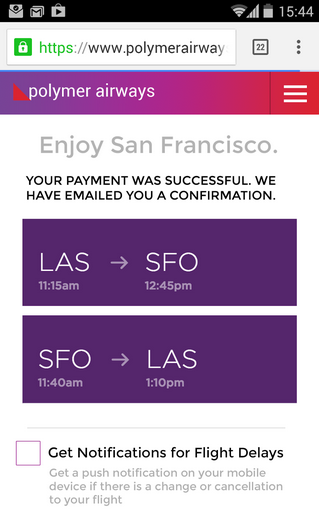 15:44
https://www.polymerairway
22
polymer airways
Enjoy San Francisco.
YOUR PAYMENT WAS SUCCESSFUL. WE
HAVE EMAILED YOU A CONFIRMATION.
LAS → SFO
11:15am 12:45pm
SFO → LAS
11:40am 1:10pm
Get Notifications for Flight Delays
Get a push notification on your mobile
device if there is a change or cancellation
to your flight